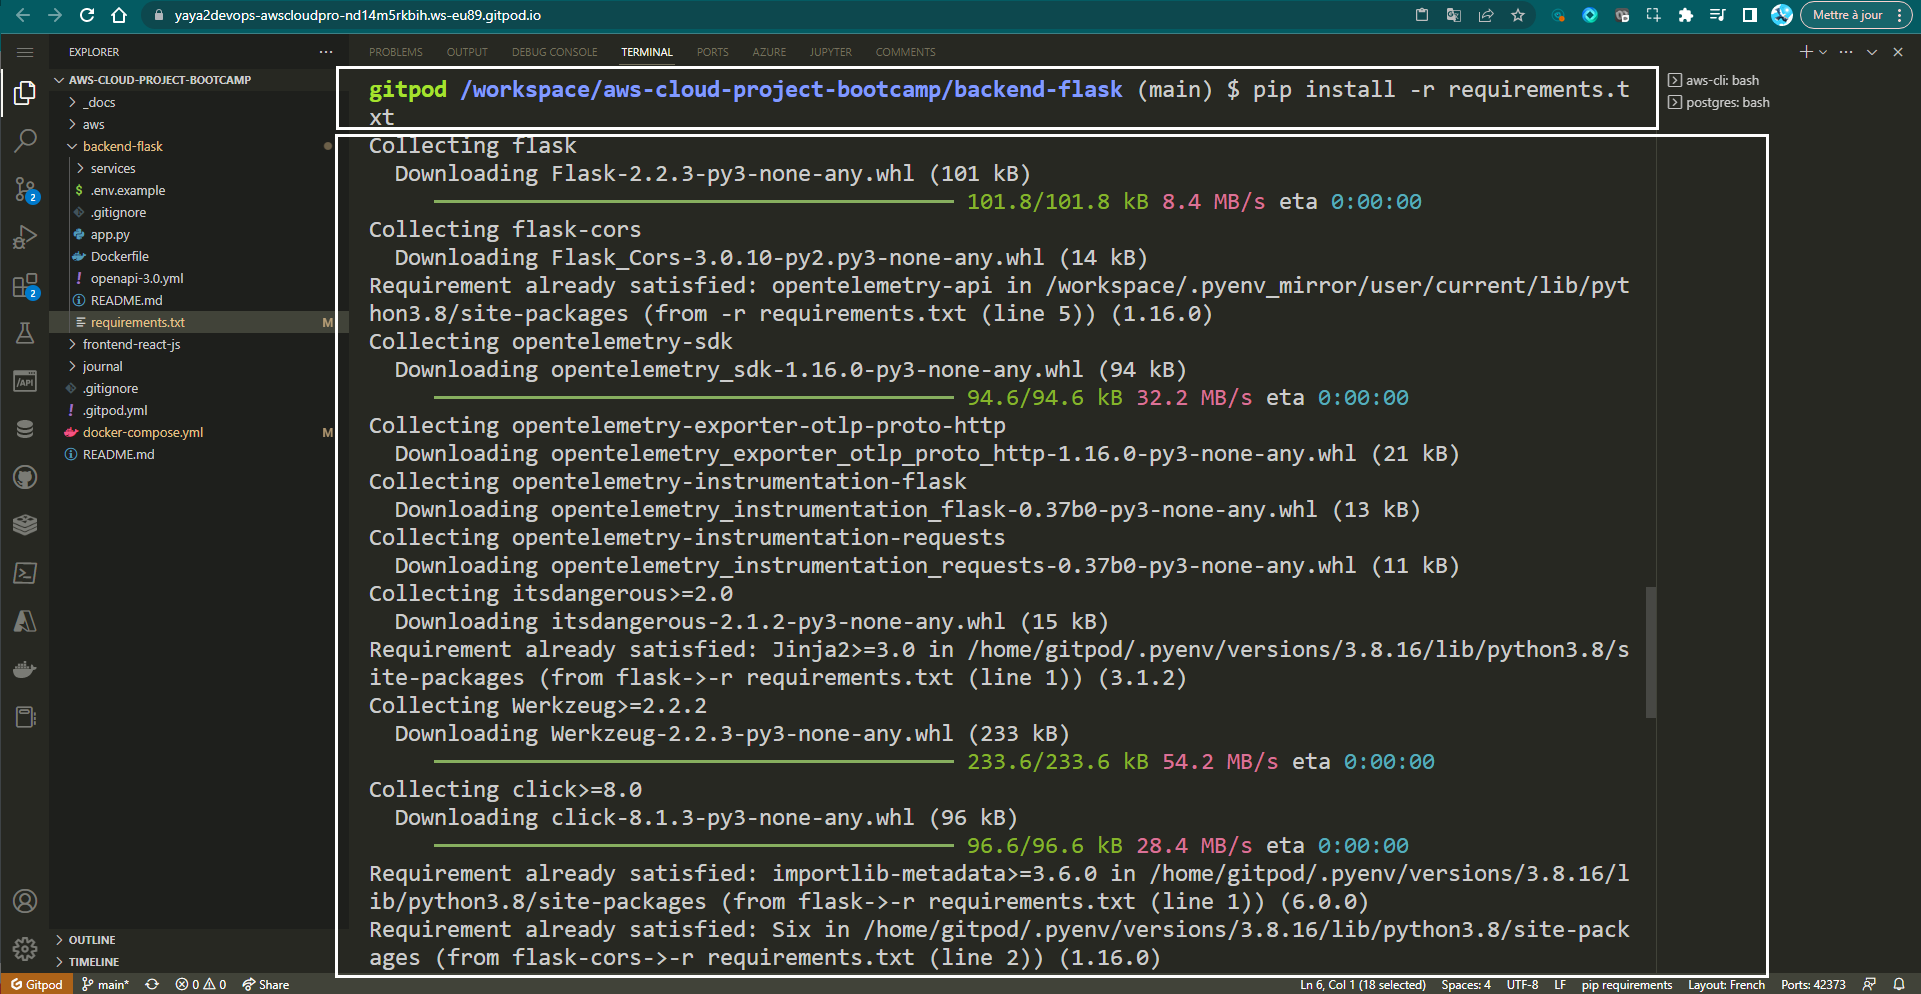 yaya2devops-awscloudpro-nd14m5rkbih.ws-eu89.gitpod.io
Mettre à jour
EXPLORER
PROBLEMS OUTPUT DEBUG CONSOLE TERMINAL PORTS AZURE JUPYTER COMMENTS
AWS-CLOUD-PROJECT-BOOTCAMP
_docs
aws
backend-flask
services
$ .env.example
.gitignore
app.py
Dockerfile
! openapi-3.0.yml
README.md
requirements.txt M
frontend-react-js
journal
.gitignore
! .gitpod.yml
docker-compose.yml M
README.md
OUTLINE
TIMELINE
2
2
/API
gitpod /workspace/aws-cloud-project-bootcamp/backend-flask (main) $ pip install -r requirements.t
xt
Collecting flask
Downloading Flask-2.2.3-py3-none-any.whl (101 kB)
101.8/101.8 kB 8.4 MB/s eta 0:00:00
Collecting flask-cors
Downloading Flask_Cors-3.0.10-py2.py3-none-any.whl (14 kB)
Requirement already satisfied: opentelemetry-api in /workspace/.pyenv_mirror/user/current/lib/pyt
hon3.8/site-packages (from -r requirements.txt (line 5)) (1.16.0)
Collecting opentelemetry-sdk
Downloading opentelemetry_sdk-1.16.0-py3-none-any.whl (94 kB)
94.6/94.6 kB 32.2 MB/s eta 0:00:00
Collecting opentelemetry-exporter-otlp-proto-http
Downloading opentelemetry_exporter_otlp_proto_http-1.16.0-py3-none-any.whl (21 kB)
Collecting opentelemetry-instrumentation-flask
Downloading opentelemetry_instrumentation_flask-0.37b0-py3-none-any.whl (13 kB)
Collecting opentelemetry-instrumentation-requests
Downloading opentelemetry_instrumentation_requests-0.37b0-py3-none-any.whl (11 kB)
Collecting itsdangerous>=2.0
Downloading itsdangerous-2.1.2-py3-none-any.whl (15 kB)
Requirement already satisfied: Jinja2>=3.0 in /home/gitpod/.pyenv/versions/3.8.16/lib/python3.8/s
ite-packages (from flask->-r requirements.txt (line 1)) (3.1.2)
Collecting Werkzeug>=2.2.2
Downloading Werkzeug-2.2.3-py3-none-any.whl (233 kB)
233.6/233.6 kB 54.2 MB/s eta 0:00:00
Collecting click>=8.0
Downloading click-8.1.3-py3-none-any.whl (96 kB)
96.6/96.6 kB 28.4 MB/s eta 0:00:00
Requirement already satisfied: importlib-metadata>=3.6.0 in /home/gitpod/.pyenv/versions/3.8.16/l
ib/python3.8/site-packages (from flask->-r requirements.txt (line 1)) (6.0.0)
Requirement already satisfied: Six in /home/gitpod/.pyenv/versions/3.8.16/lib/python3.8/site-pack
ages (from flask-cors->-r requirements.txt (line 2)) (1.16.0)
aws-cli: bash
postgres: bash
Gitpod main* 0 0 Share Ln 6, Col 1 (18 selected) Spaces: 4 UTF-8 LF pip requirements Layout: French Ports: 42373